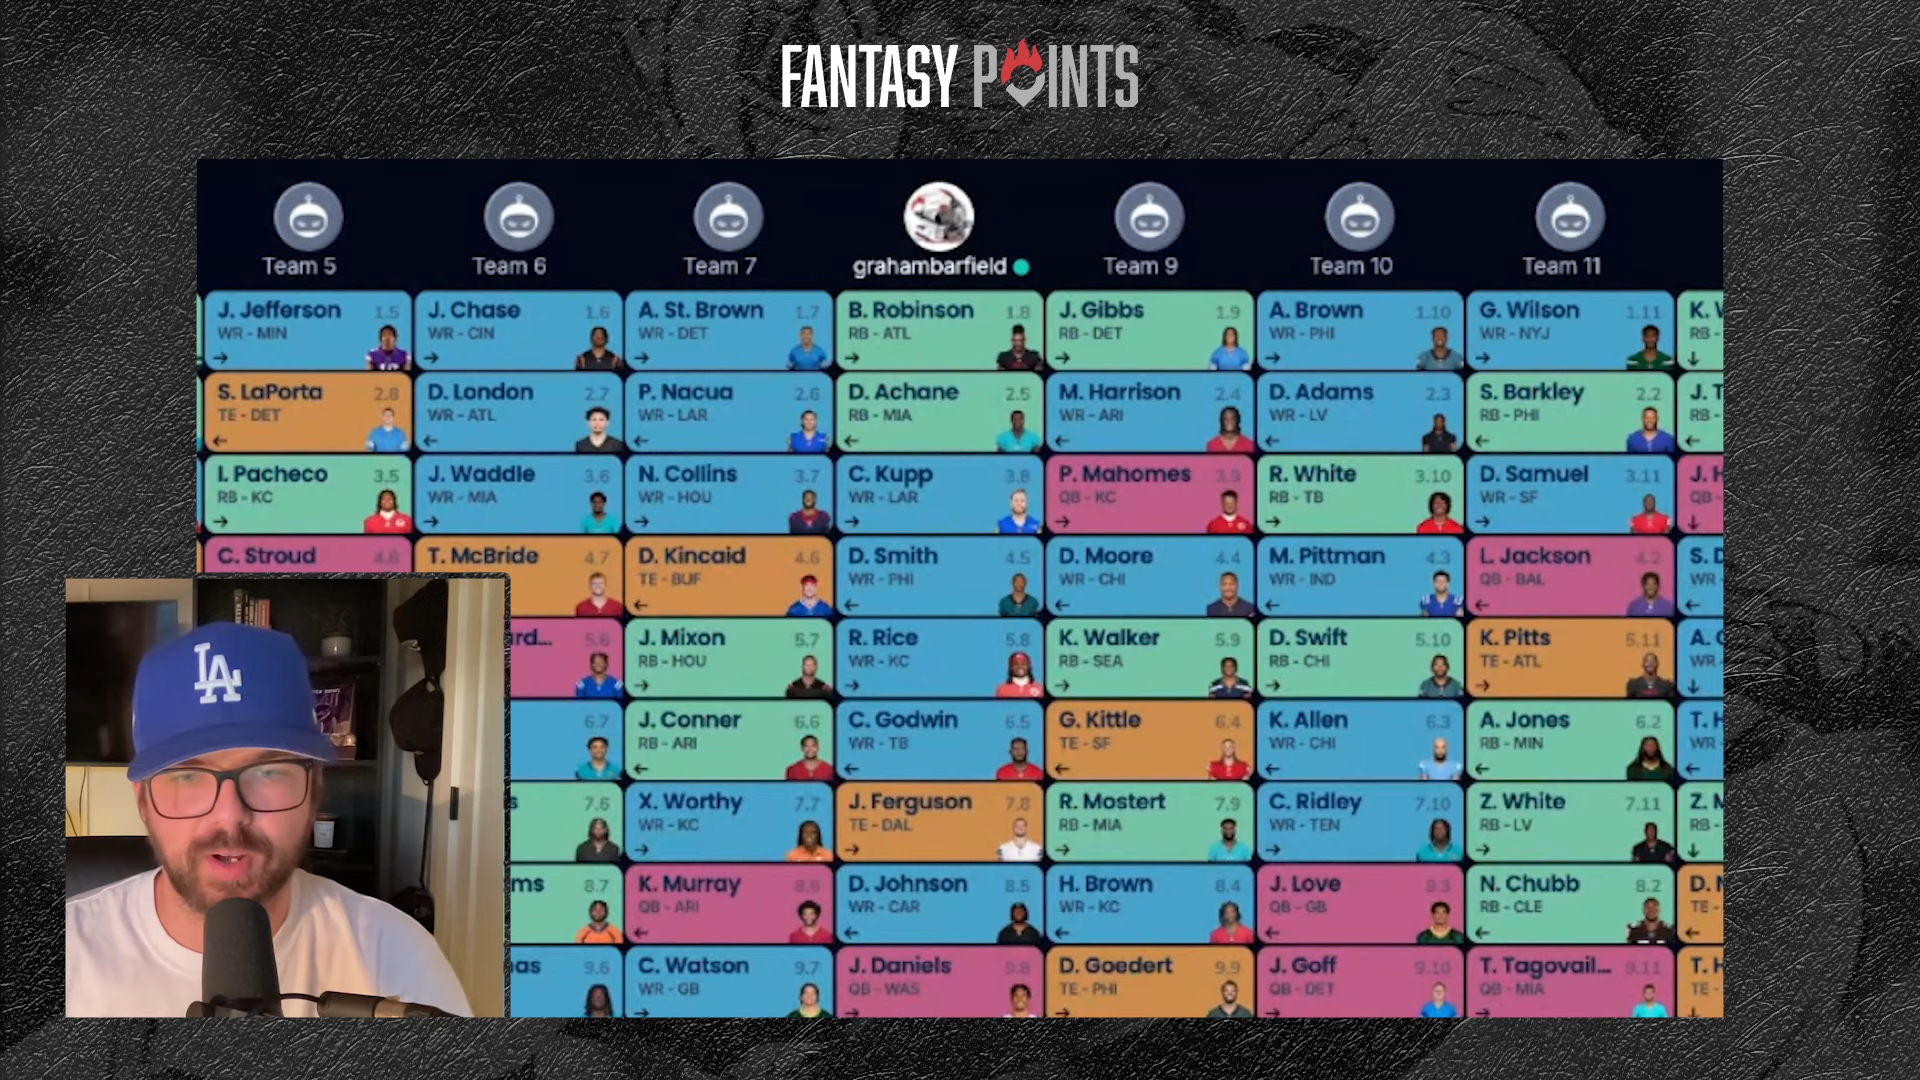 FANTASY POINTS
Team 5
Team 6
Team 7
grahambarfield
Team 9
Team 10
Team 11
J. Jefferson 1.5
WR - MIN
J. Chase 1.6
WR - CIN
A. St. Brown 1.7
WR - DET
B. Robinson 1.8
RB - ATL
J. Gibbs 1.9
RB - DET
A. Brown 1.10
WR - PHI
G. Wilson 1.11
WR - NYJ
K. W
RB -
S. LaPorta 2.8
TE - DET
D. London 2.7
WR - ATL
P. Nacua 2.6
WR - LAR
D. Achane 2.5
RB - MIA
M. Harrison 2.4
WR - ARI
D. Adams 2.3
WR - LV
S. Barkley 2.2
RB - PHI
J. T
RB -
I. Pacheco 3.5
RB - KC
J. Waddle 3.6
WR - MIA
N. Collins 3.7
WR - HOU
C. Kupp 3.8
WR - LAR
P. Mahomes 3.9
QB - KC
R. White 3.10
RB - TB
D. Samuel 3.11
WR - SF
J. H
QB -
C. Stroud 4.8
T. McBride 4.7
D. Kincaid 4.6
TE - BUF
D. Smith 4.5
WR - PHI
D. Moore 4.4
WR - CHI
M. Pittman 4.3
WR - IND
L. Jackson 4.2
QB - BAL
S. D
WR -
ard... 5.6
J. Mixon 5.7
RB - HOU
R. Rice 5.8
WR - KC
K. Walker 5.9
RB - SEA
D. Swift 5.10
RB - CHI
K. Pitts 5.11
TE - ATL
A. C
WR -
6.7
J. Conner 6.6
RB - ARI
C. Godwin 6.5
WR - TB
G. Kittle 6.4
TE - SF
K. Allen 6.3
WR - CHI
A. Jones 6.2
RB - MIN
T. H
WR -
s 7.6
X. Worthy 7.7
WR - KC
J. Ferguson 7.8
TE - DAL
R. Mostert 7.9
RB - MIA
C. Ridley 7.10
WR - TEN
Z. White 7.11
RB - LV
Z. M
RB -
ms 8.7
K. Murray 8.6
QB - ARI
D. Johnson 8.5
WR - CAR
H. Brown 8.4
WR - KC
J. Love 8.3
QB - GB
N. Chubb 8.2
RB - CLE
D. N
TE -
as 9.6
C. Watson 9.7
WR - GB
J. Daniels 9.8
QB - WAS
D. Goedert 9.9
TE - PHI
J. Goff 9.10
QB - DET
T. Tagovail... 9.11
QB - MIA
T. H
TE -
LA